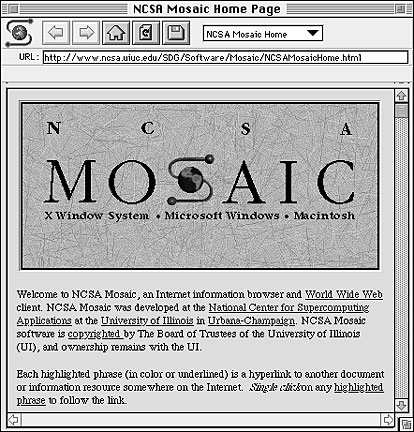 NCSA Mosaic Home Page
NCSA Mosaic Home
URL: http://www.ncsa.uiuc.edu/SDG/Software/Mosaic/NCSAMosaicHome.html
N C S A
MOSAIC
X Window System • Microsoft Windows • Macintosh
Welcome to NCSA Mosaic, an Internet information browser and World Wide Web
client. NCSA Mosaic was developed at the National Center for Supercomputing
Applications at the University of Illinois in Urbana-Champaign. NCSA Mosaic
software is copyrighted by The Board of Trustees of the University of Illinois
(UI), and ownership remains with the UI.
Each highlighted phrase (in color or underlined) is a hyperlink to another document
or information resource somewhere on the Internet. Single click on any highlighted
phrase to follow the link.